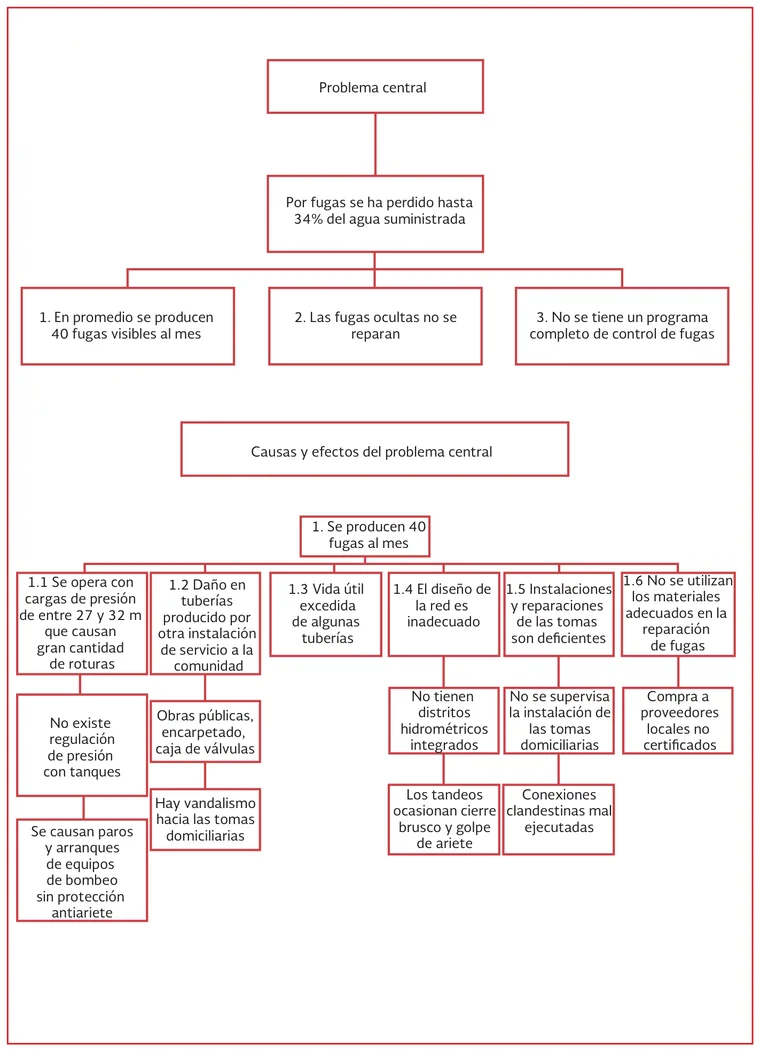 Problema central
Por fugas se ha perdido hasta
34% del agua suministrada
1. En promedio se producen
40 fugas visibles al mes
2. Las fugas ocultas no se
reparan
3. No se tiene un programa
completo de control de fugas
Causas y efectos del problema central
1. Se producen 40
fugas al mes
1.1 Se opera con
cargas de presión
de entre 27 y 32 m
que causan
gran cantidad
de roturas
No existe
regulación
de presión
con tanques
Se causan paros
y arranques
de equipos
de bombeo
sin protección
antiariete
1.2 Daño en
tuberías
producido por
otra instalación
de servicio a la
comunidad
Obras públicas,
encarpetado,
caja de válvulas
Hay vandalismo
hacia las tomas
domiciliarias
1.3 Vida útil
excedida
de algunas
tuberías
1.4 El diseño de
la red es
inadecuado
No tienen
distritos
hidrométricos
integrados
Los tandeos
ocasionan cierre
brusco y golpe
de ariete
1.5 Instalaciones
y reparaciones
de las tomas
son deficientes
No se supervisa
la instalación de
las tomas
domiciliarias
Conexiones
clandestinas mal
ejecutadas
1.6 No se utilizan
los materiales
adecuados en la
reparación
de fugas
Compra a
proveedores
locales no
certificados